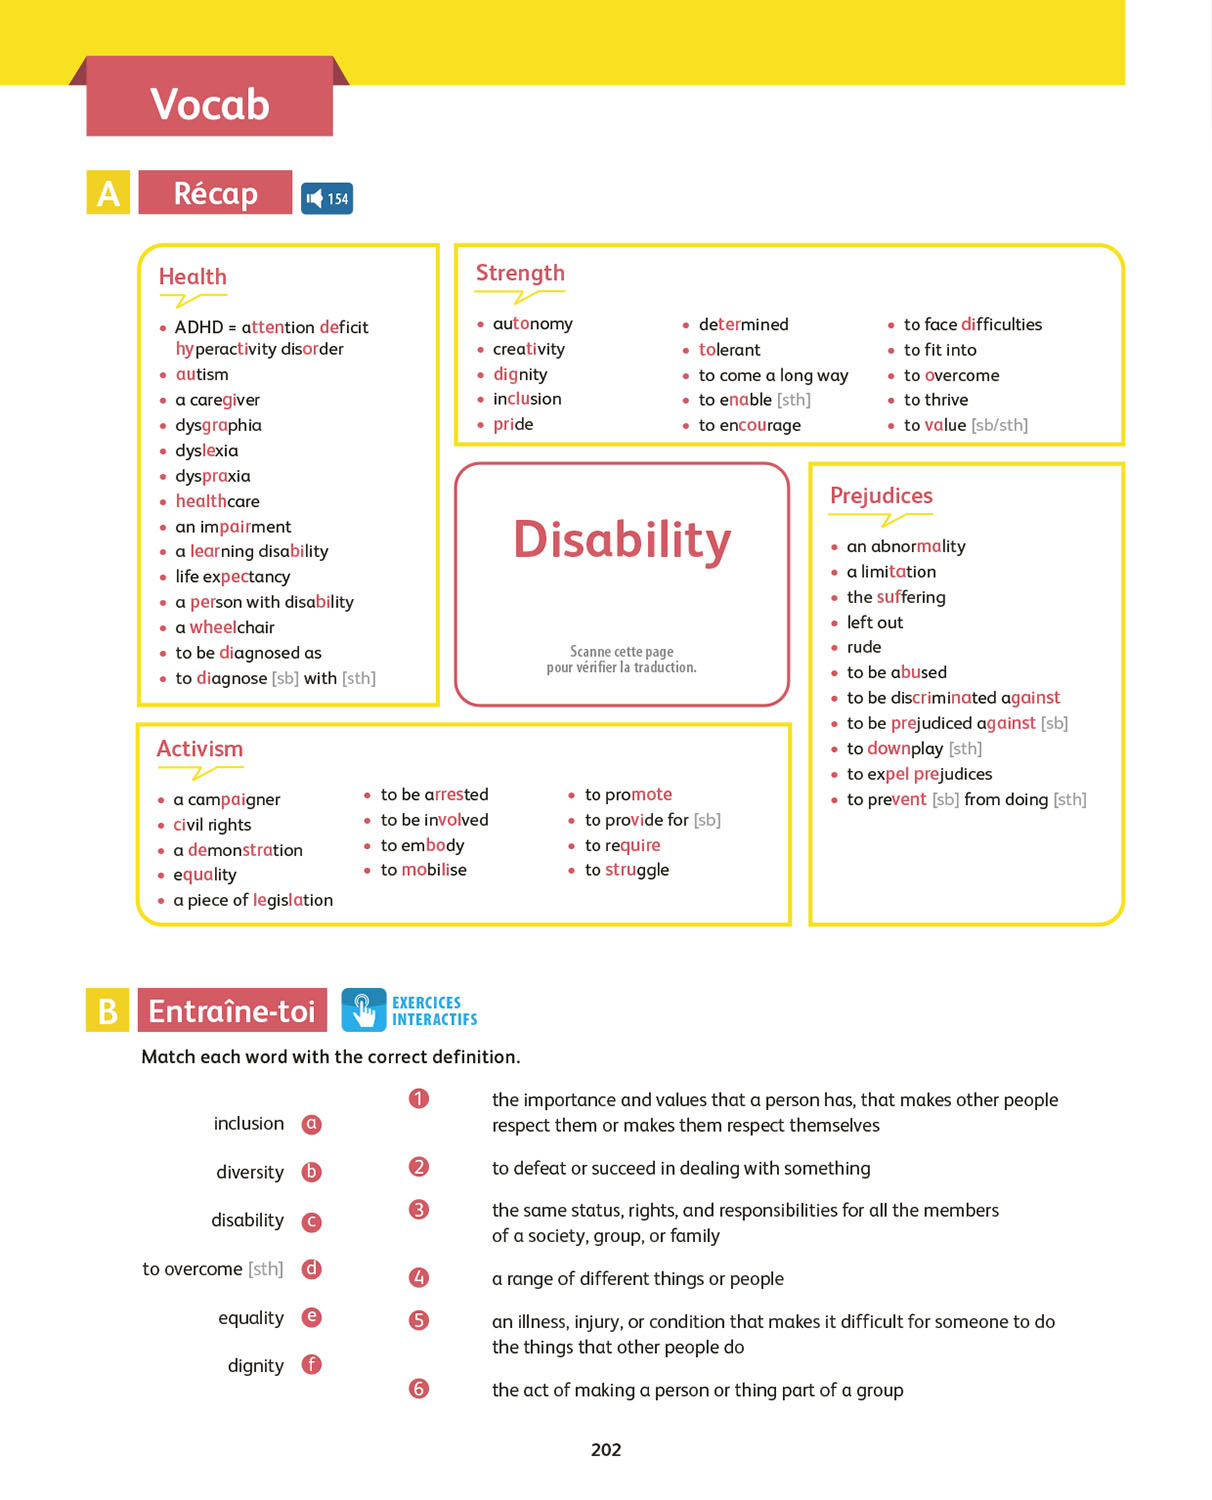 Vocab
A Récap 154
Health
• ADHD = attention deficit
hyperactivity disorder
• autism
• a caregiver
• dysgraphia
• dyslexia
• dyspraxia
• healthcare
• an impairment
• a learning disability
• life expectancy
• a person with disability
• a wheelchair
• to be diagnosed as
• to diagnose [sb] with [sth]
Strength
• autonomy
• creativity
• dignity
• inclusion
• pride
• determined
• tolerant
• to come a long way
• to enable [sth]
• to encourage
• to face difficulties
• to fit into
• to overcome
• to thrive
• to value [sb/sth]
Disability
Scanne cette page
pour vérifier la traduction.
Prejudices
• an abnormality
• a limitation
• the suffering
• left out
• rude
• to be abused
• to be discriminated against
• to be prejudiced against [sb]
• to downplay [sth]
• to expel prejudices
• to prevent [sb] from doing [sth]
Activism
• a campaigner
• civil rights
• a demonstration
• equality
• a piece of legislation
• to be arrested
• to be involved
• to embody
• to mobilise
• to promote
• to provide for [sb]
• to require
• to struggle
B Entraîne-toi
EXERCICES
INTERACTIFS
Match each word with the correct definition.
inclusion a
diversity b
disability c
to overcome [sth] d
equality e
dignity f
1 the importance and values that a person has, that makes other people
respect them or makes them respect themselves
2 to defeat or succeed in dealing with something
3 the same status, rights, and responsibilities for all the members
of a society, group, or family
4 a range of different things or people
5 an illness, injury, or condition that makes it difficult for someone to do
the things that other people do
6 the act of making a person or thing part of a group
202